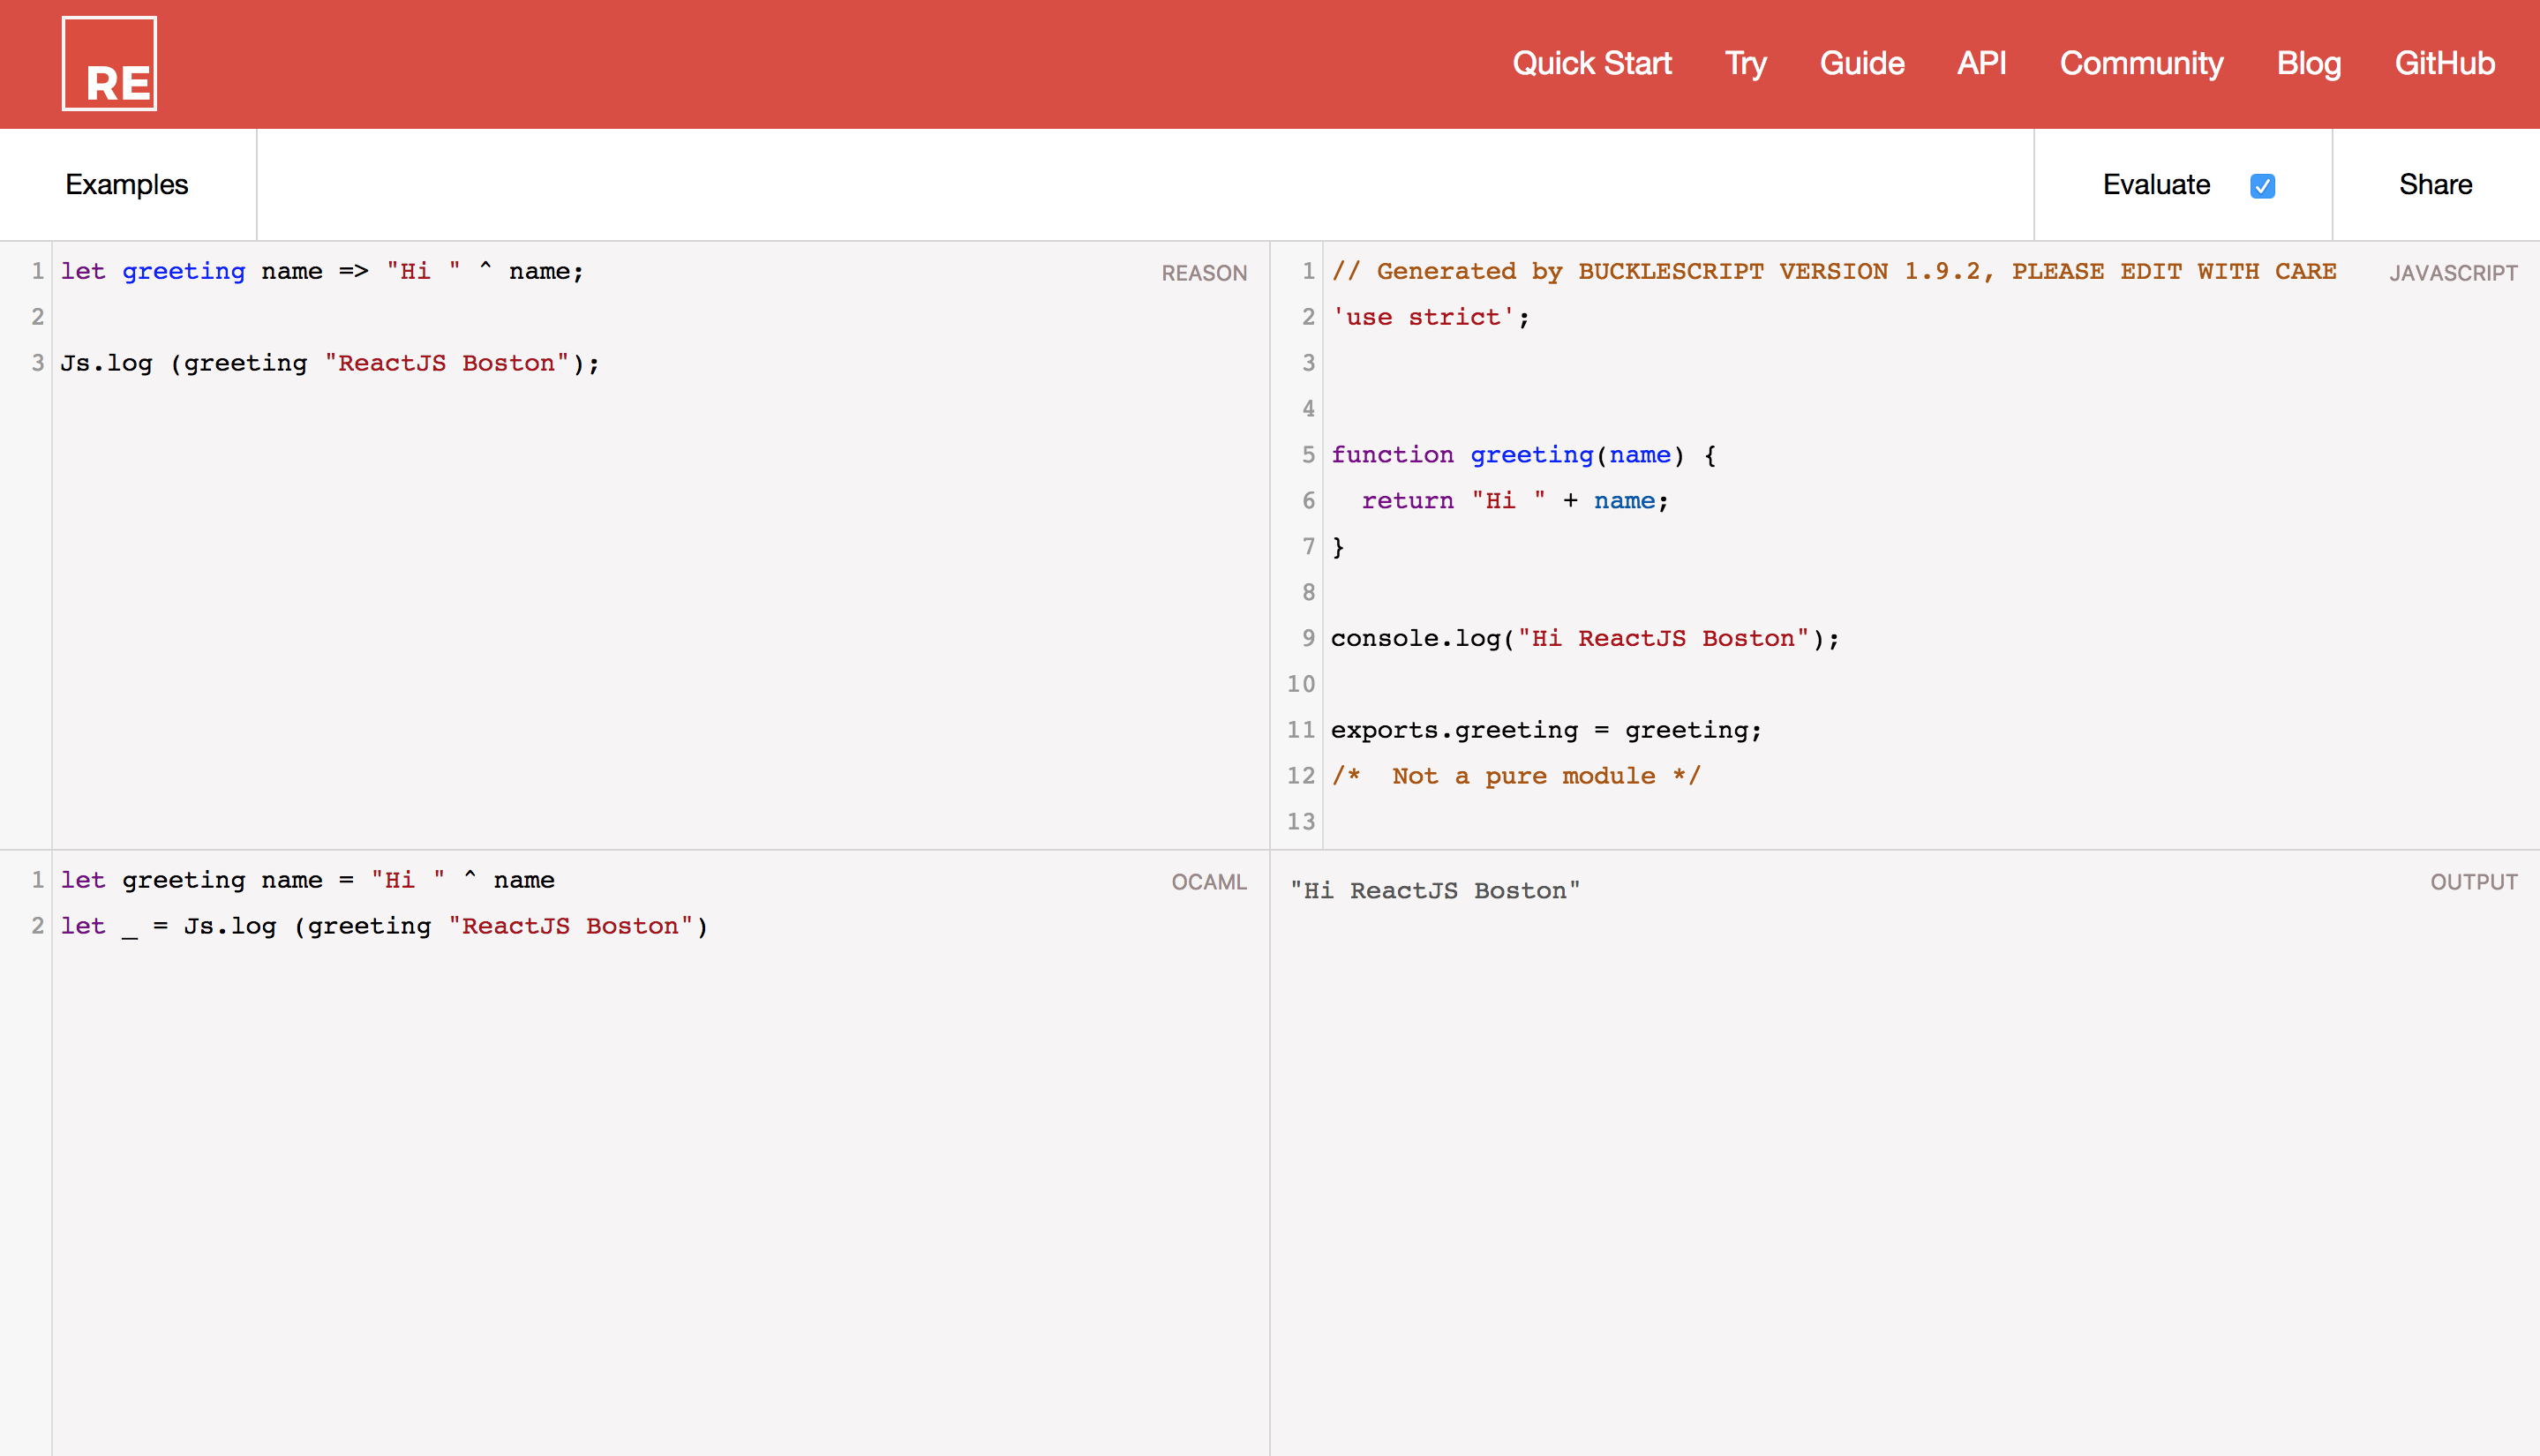 RE
Quick Start Try Guide API Community Blog GitHub
Examples
Evaluate
Share
REASON
1 let greeting name => "Hi " ^ name;
2
3 Js.log (greeting "ReactJS Boston");
JAVASCRIPT
1 // Generated by BUCKLESCRIPT VERSION 1.9.2, PLEASE EDIT WITH CARE
2 'use strict';
3
4
5 function greeting(name) {
6   return "Hi " + name;
7 }
8
9 console.log("Hi ReactJS Boston");
10
11 exports.greeting = greeting;
12 /*  Not a pure module */
13
OCAML
1 let greeting name = "Hi " ^ name
2 let _ = Js.log (greeting "ReactJS Boston")
OUTPUT
"Hi ReactJS Boston"